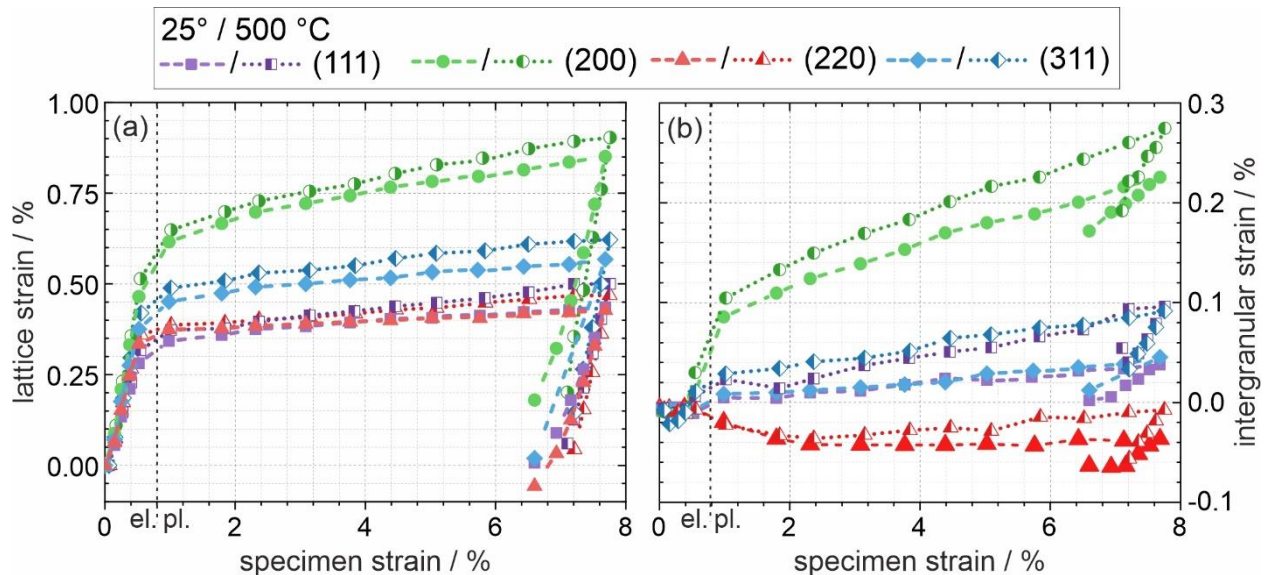 25° / 500 °C
/ (111) / (200) / (220) / (311)
(a)
1.00
0.75
0.50
0.25
0.00
lattice strain / %
0 el. pl. 2 4 6 8
specimen strain / %
(b)
0.3
0.2
0.1
0.0
-0.1
intergranular strain / %
0 el. pl. 2 4 6 8
specimen strain / %